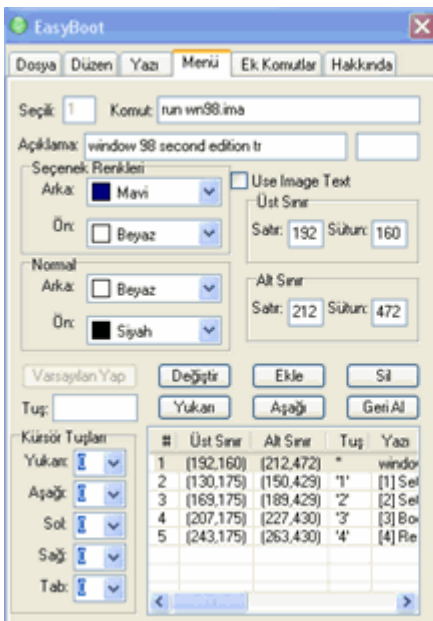 EasyBoot
Dosya Düzen Yazı Menü Ek Komutlar Hakkında
Seçili: 1 Komut: run wn98.ima
Açıklama: window 98 second edition tr
Seçenek Renkleri
Use Image Text
Arka: Mavi
Ön: Beyaz
Üst Sınır
Satır: 192 Sütun: 160
Normal
Arka: Beyaz
Ön: Siyah
Alt Sınır
Satır: 212 Sütun: 472
Varsayılan Yap Değiştir Ekle Sil
Tuş: Yukarı Aşağı Geri Al
Kürsör Tuşları
Yukarı:
Aşağı:
Sol:
Sağ:
Tab:
# Üst Sınır Alt Sınır Tuş Yazı
1 (192,160) (212,472) * windo
2 (130,175) (150,429) '1' [1] Sel
3 (169,175) (189,429) '2' [2] Sel
4 (207,175) (227,430) '3' [3] Bo
5 (243,175) (263,430) '4' [4] Re